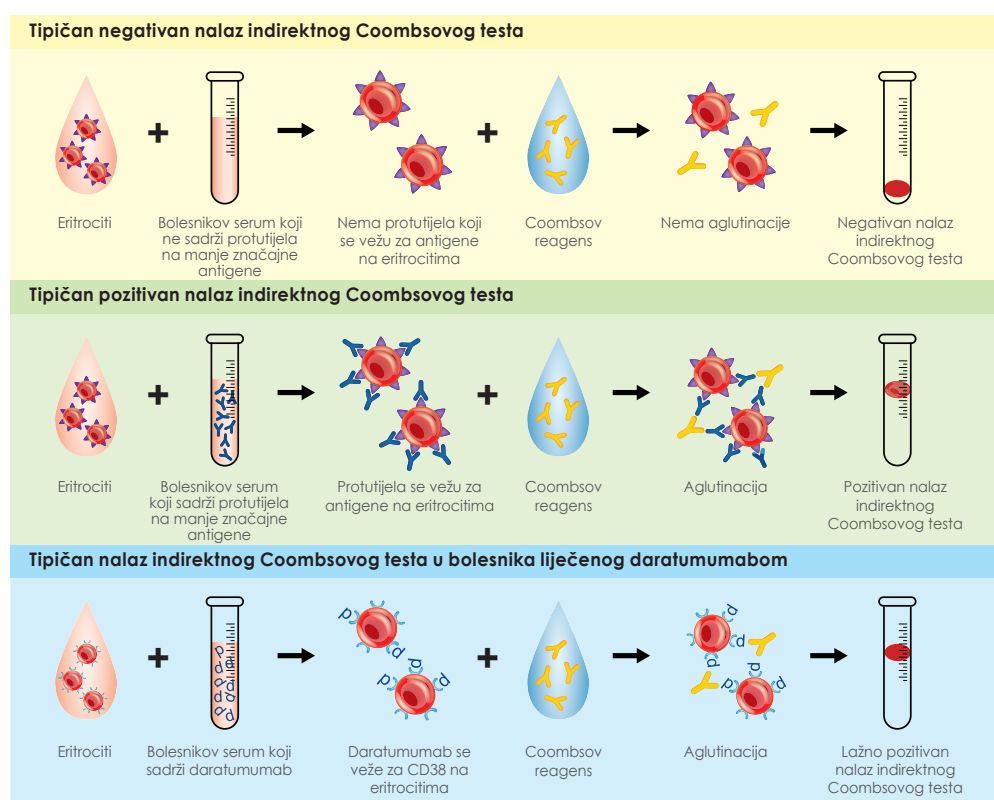 Tipičan negativan nalaz indirektnog Coombsovog testa
Eritrociti
Bolesnikov serum koji
ne sadrži protutijela
na manje značajne
antigene
Nema protutijela koji
se vežu za antigene
na eritrocitima
Coombsov
reagens
Nema aglutinacije
Negativan nalaz
indirektnog
Coombsovog testa
Tipičan pozitivan nalaz indirektnog Coombsovog testa
Eritrociti
Bolesnikov serum
koji sadrži protutijela
na manje značajne
antigene
Protutijela se vežu za
antigene na eritrocitima
Coombsov
reagens
Aglutinacija
Pozitivan nalaz
indirektnog
Coombsovog testa
Tipičan nalaz indirektnog Coombsovog testa u bolesnika liječenog daratumumabom
Eritrociti
Bolesnikov serum koji
sadrži daratumumab
Daratumumab se
veže za CD38 na
eritrocitima
Coombsov
reagens
Aglutinacija
Lažno pozitivan
nalaz indirektnog
Coombsovog testa